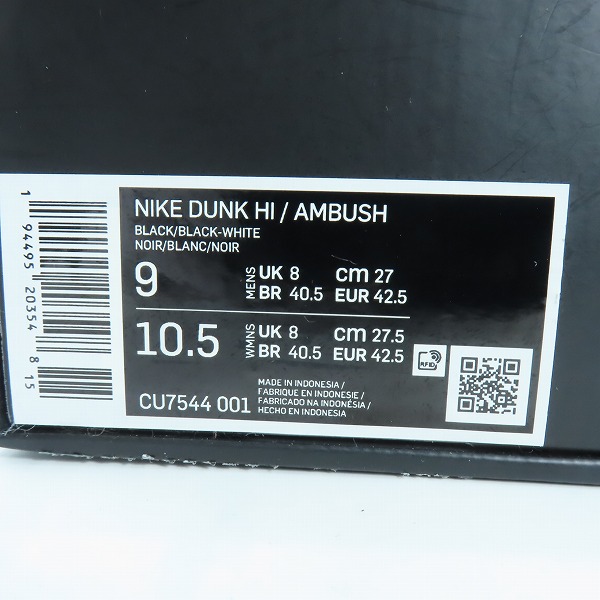 NIKE DUNK HI / AMBUSH
BLACK/BLACK-WHITE
NOIR/BLANC/NOIR
9 MENS UK 8 cm 27
BR 40.5 EUR 42.5
10.5 WMNS UK 8 cm 27.5
BR 40.5 EUR 42.5
CU7544 001
MADE IN INDONESIA /
FABRIQUE EN INDONESIE /
FABRICADO NA INDONÉSIA /
HECHO EN INDONESIA
RFID
1 94495 20354 8 15